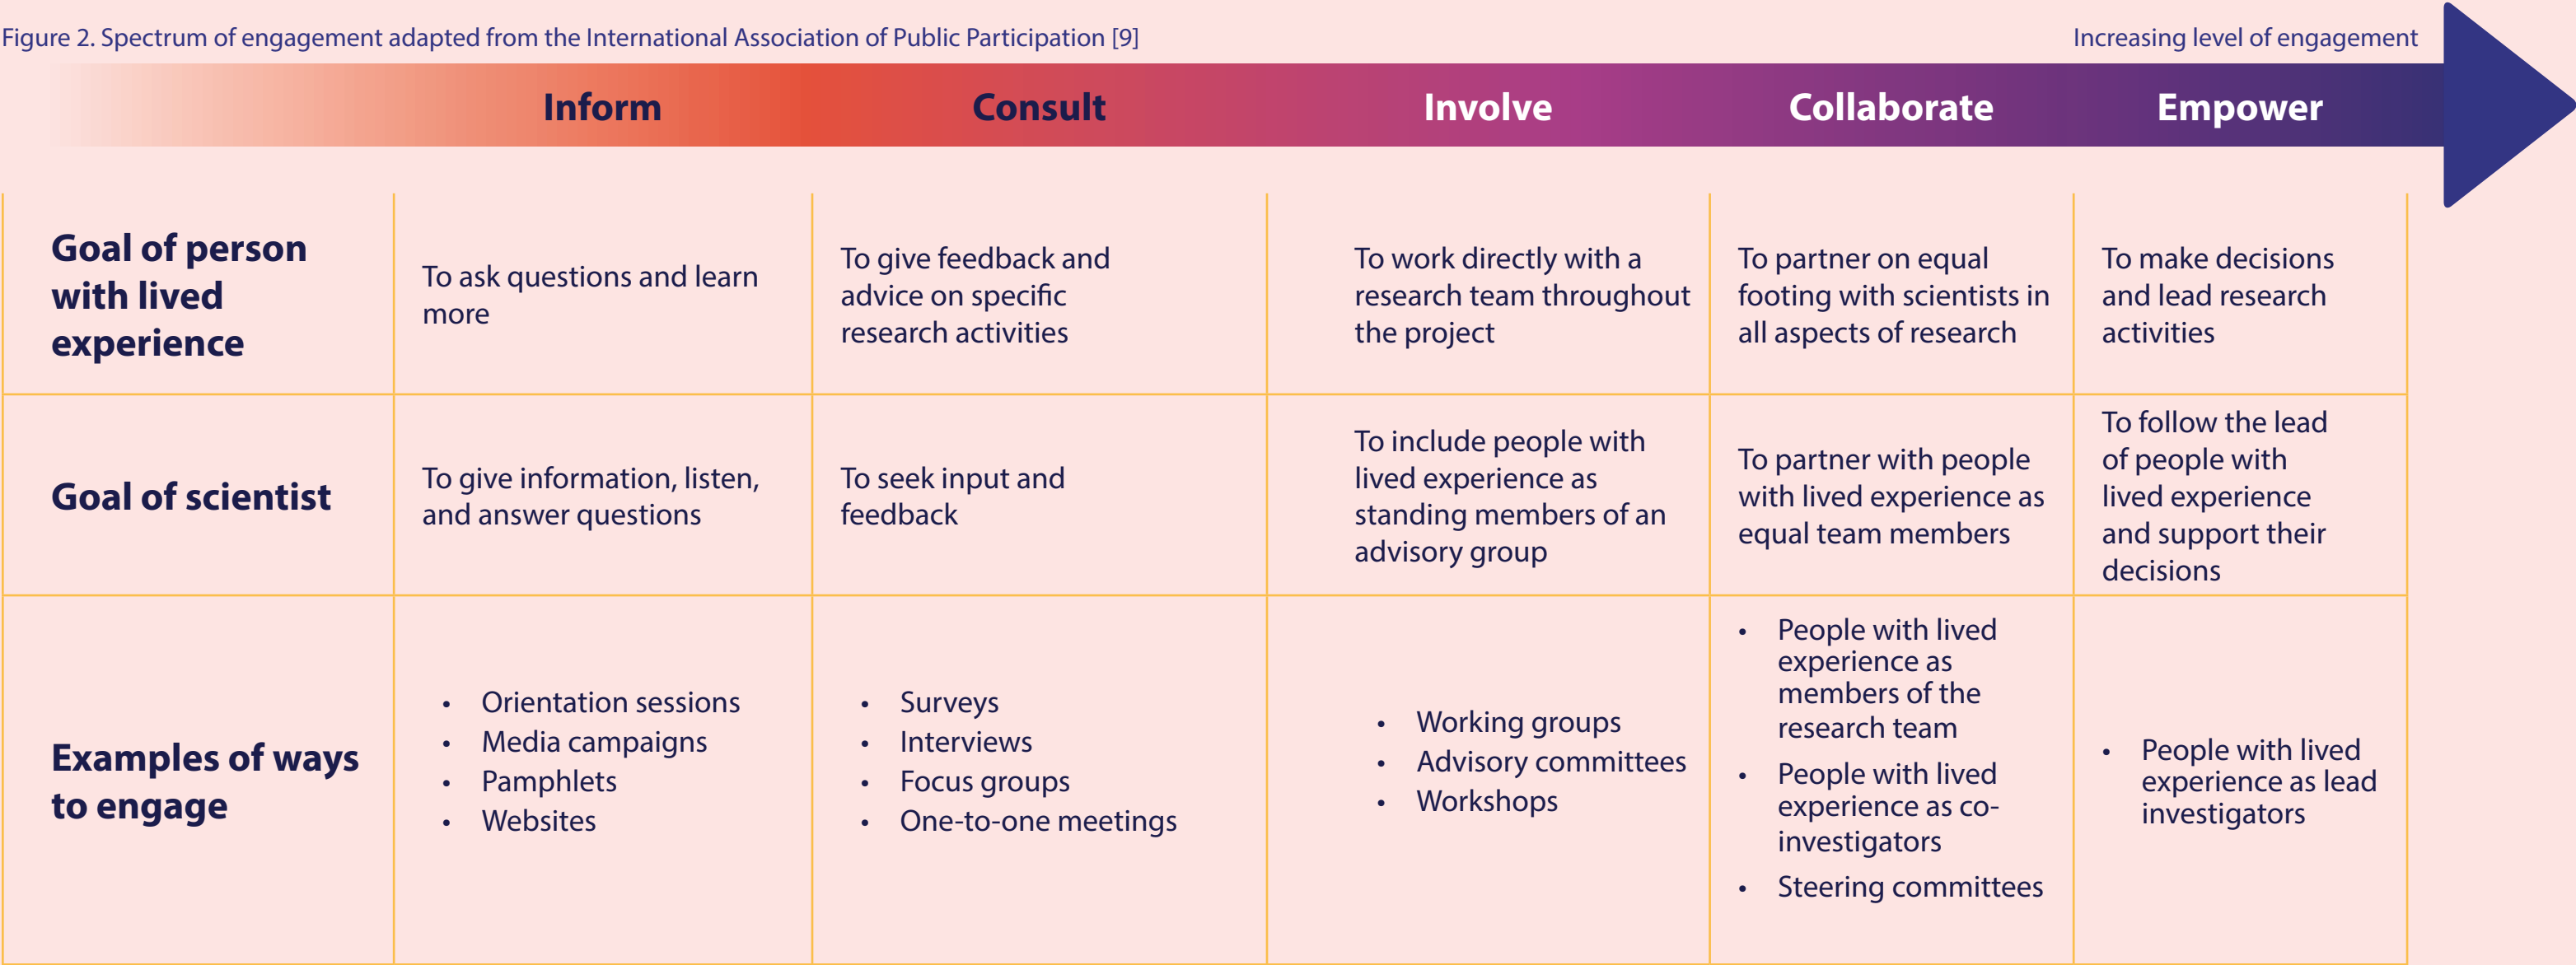 Figure 2. Spectrum of engagement adapted from the International Association of Public Participation [9]
Increasing level of engagement
Inform
Consult
Involve
Collaborate
Empower
Goal of person
with lived
experience
To ask questions and learn
more
To give feedback and
advice on specific
research activities
To work directly with a
research team throughout
the project
To partner on equal
footing with scientists in
all aspects of research
To make decisions
and lead research
activities
Goal of scientist
To give information, listen,
and answer questions
To seek input and
feedback
To include people with
lived experience as
standing members of an
advisory group
To partner with people
with lived experience as
equal team members
To follow the lead
of people with
lived experience
and support their
decisions
Examples of ways
to engage
• Orientation sessions
• Media campaigns
• Pamphlets
• Websites
• Surveys
• Interviews
• Focus groups
• One-to-one meetings
• Working groups
• Advisory committees
• Workshops
• People with lived
experience as
members of the
research team
• People with lived
experience as co-
investigators
• Steering committees
• People with lived
experience as lead
investigators